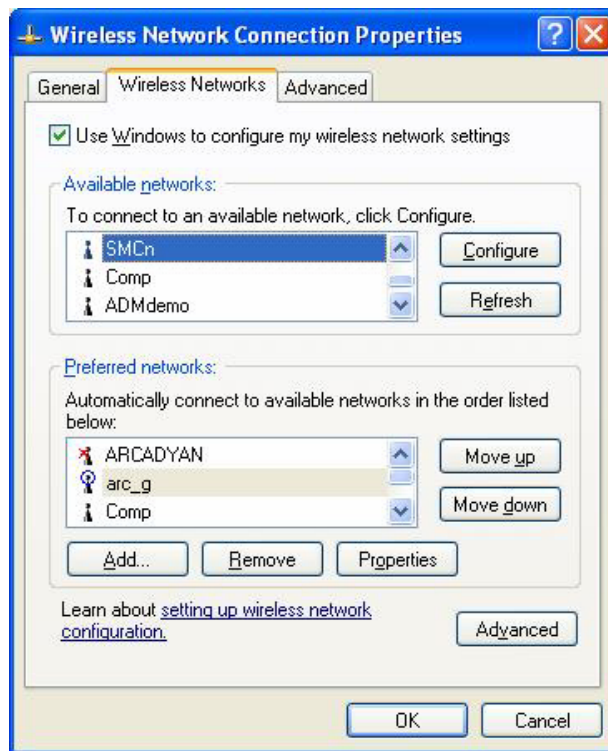 Wireless Network Connection Properties
General
Wireless Networks
Advanced
Use Windows to configure my wireless network settings
Available networks:
To connect to an available network, click Configure.
SMCn
Comp
ADMdemo
Configure
Refresh
Preferred networks:
Automatically connect to available networks in the order listed
below:
ARCADYAN
arc_g
Comp
Move up
Move down
Add...
Remove
Properties
Learn about setting up wireless network
configuration.
Advanced
OK
Cancel